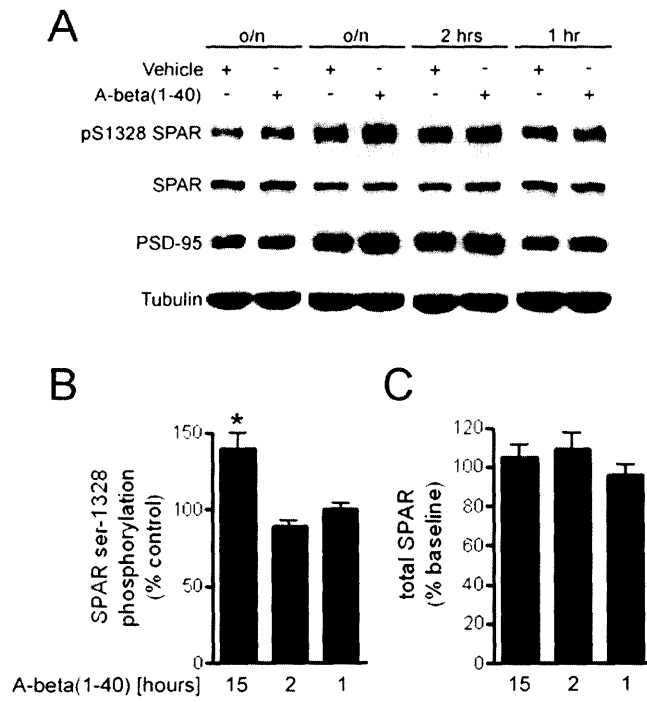 A
o/n o/n 2 hrs 1 hr
Vehicle + - + - + - + -
A-beta(1-40) - + - + - + - +
pS1328 SPAR
SPAR
PSD-95
Tubulin
B
SPAR ser-1328
phosphorylation
(% control)
150
100
50
0
*
A-beta(1-40) [hours] 15 2 1
C
total SPAR
(% baseline)
120
100
80
60
40
20
0
15 2 1